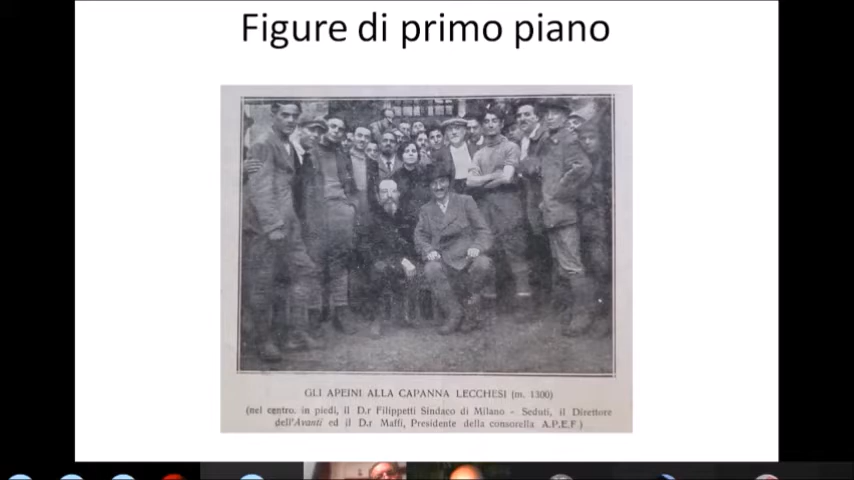 Figure di primo piano
GLI APEINI ALLA CAPANNA LECCHESI (m. 1300)
(nel centro. in piedi, il D.r Filippetti Sindaco di Milano - Seduti, il Direttore
dell'Avanti ed il D.r Maffi, Presidente della consorella A.P.E.F.)